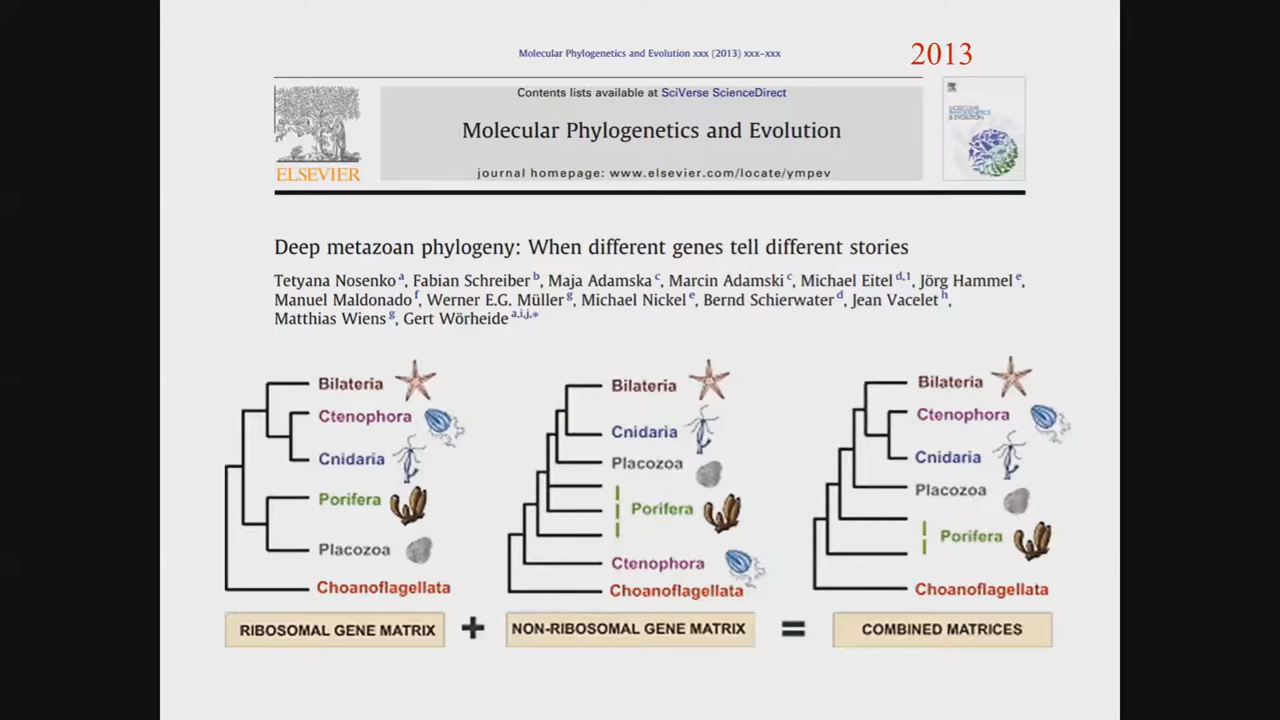 Molecular Phylogenetics and Evolution xxx (2013) xxx–xxx
2013
Contents lists available at SciVerse ScienceDirect
Molecular Phylogenetics and Evolution
journal homepage: www.elsevier.com/locate/ympev
ELSEVIER
MOLECULAR
PHYLOGENETICS
& EVOLUTION
Deep metazoan phylogeny: When different genes tell different stories
Tetyana Nosenko a, Fabian Schreiber b, Maja Adamska c, Marcin Adamski c, Michael Eitel d,1, Jörg Hammel e,
Manuel Maldonado f, Werner E.G. Müller g, Michael Nickel e, Bernd Schierwater d, Jean Vacelet h,
Matthias Wiens g, Gert Wörheide a,i,j,*
Bilateria
Ctenophora
Cnidaria
Porifera
Placozoa
Choanoflagellata
RIBOSOMAL GENE MATRIX
+
Bilateria
Cnidaria
Placozoa
Porifera
Ctenophora
Choanoflagellata
NON-RIBOSOMAL GENE MATRIX
=
Bilateria
Ctenophora
Cnidaria
Placozoa
Porifera
Choanoflagellata
COMBINED MATRICES